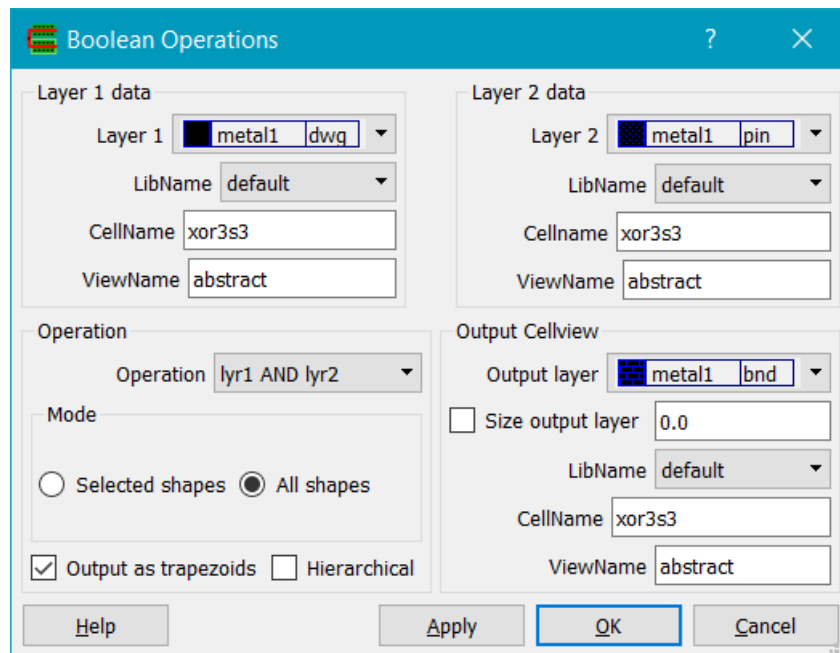 Boolean Operations ?
Layer 1 data
Layer 1 metal1 dwg
LibName default
CellName xor3s3
ViewName abstract
Layer 2 data
Layer 2 metal1 pin
LibName default
Cellname xor3s3
ViewName abstract
Operation
Operation lyr1 AND lyr2
Mode
Selected shapes All shapes
Output as trapezoids Hierarchical
Output Cellview
Output layer metal1 bnd
Size output layer 0.0
LibName default
CellName xor3s3
ViewName abstract
Help Apply OK Cancel